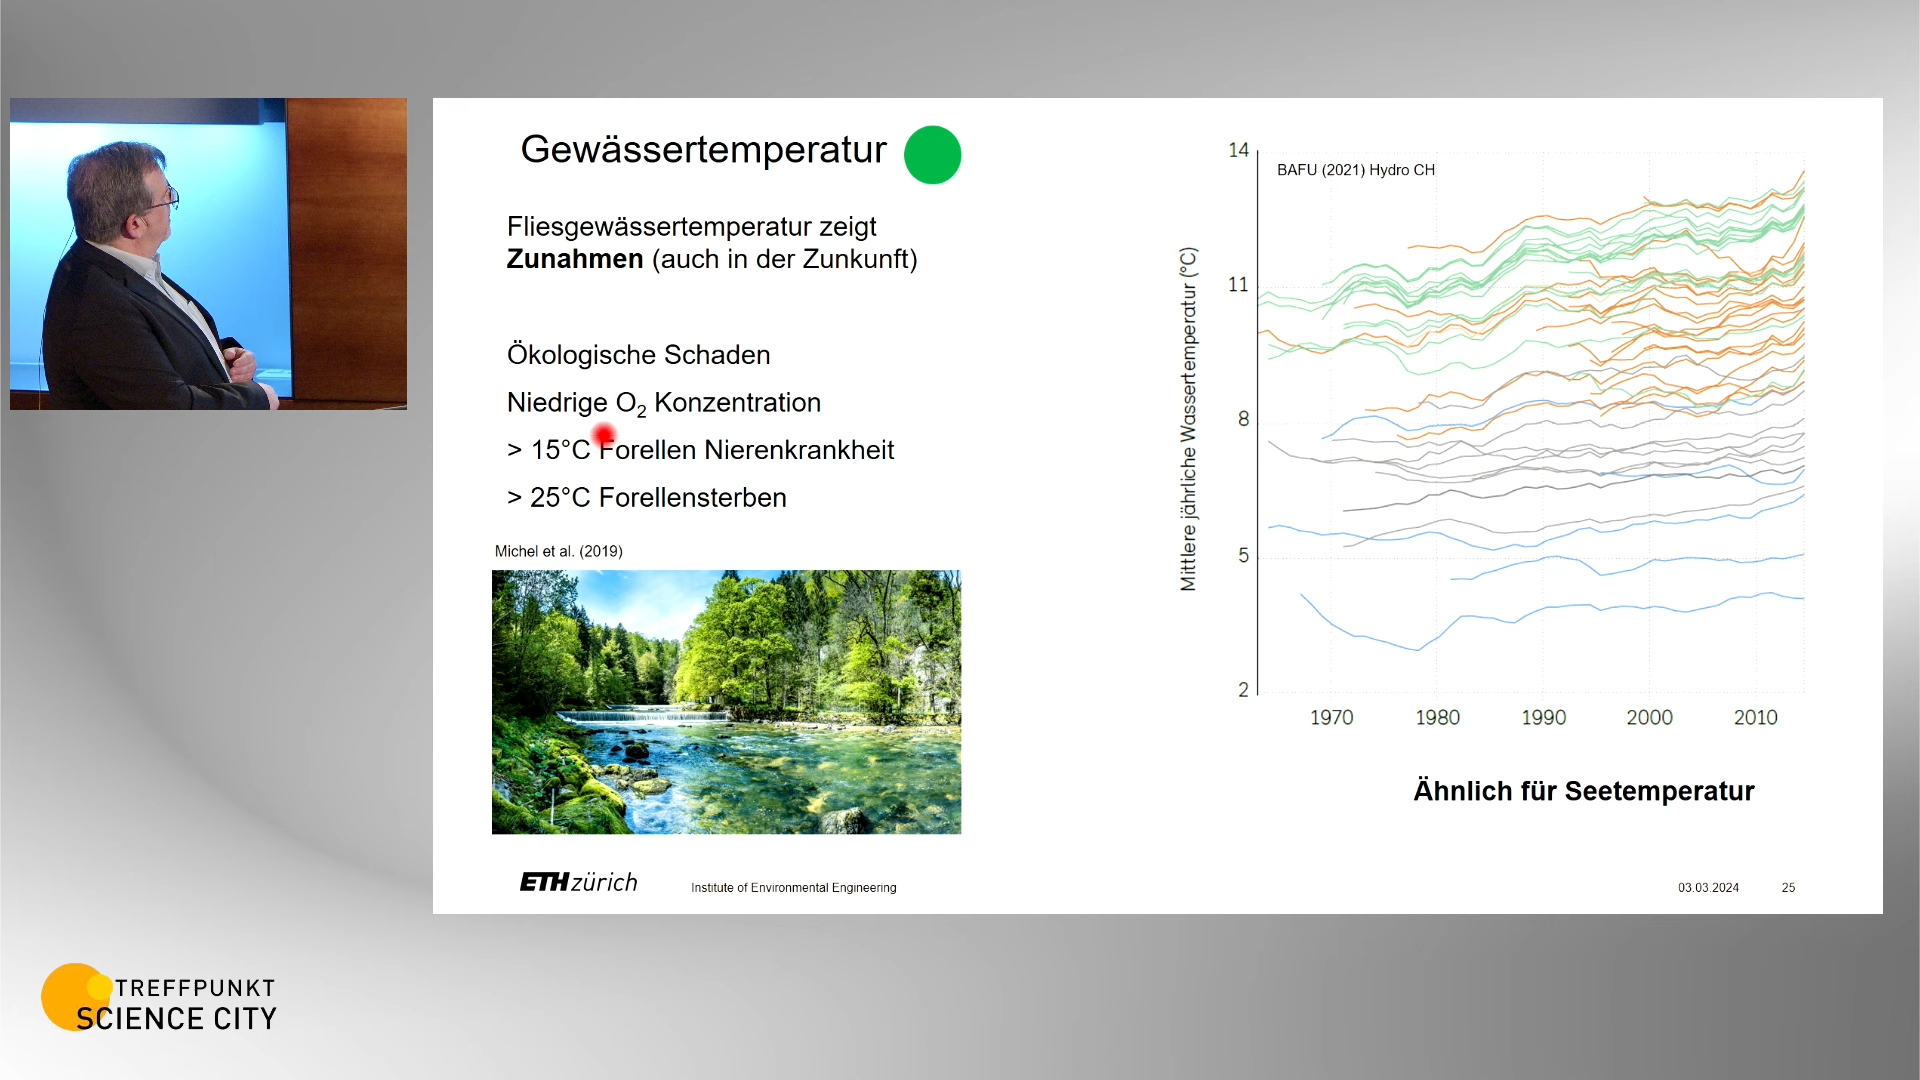 Gewässertemperatur
Fliesgewässertemperatur zeigt
Zunahmen (auch in der Zunkunft)
Ökologische Schaden
Niedrige O2 Konzentration
> 15°C Forellen Nierenkrankheit
> 25°C Forellensterben
Michel et al. (2019)
ETH zürich
Institute of Environmental Engineering
BAFU (2021) Hydro CH
Mittlere jährliche Wassertemperatur (°C)
14
11
8
5
2
1970 1980 1990 2000 2010
Ähnlich für Seetemperatur
03.03.2024 25
TREFFPUNKT
SCIENCE CITY